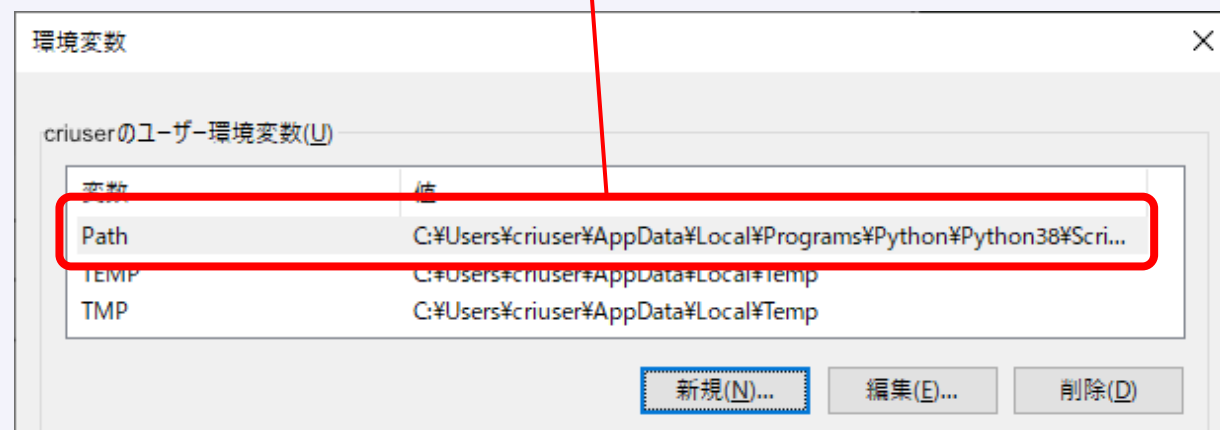 環境変数
criuserのユーザー環境変数(U)
変数 値
Path C:¥Users¥criuser¥AppData¥Local¥Programs¥Python¥Python38¥Scri...
TEMP C:¥Users¥criuser¥AppData¥Local¥Temp
TMP C:¥Users¥criuser¥AppData¥Local¥Temp
新規(N)... 編集(E)... 削除(D)